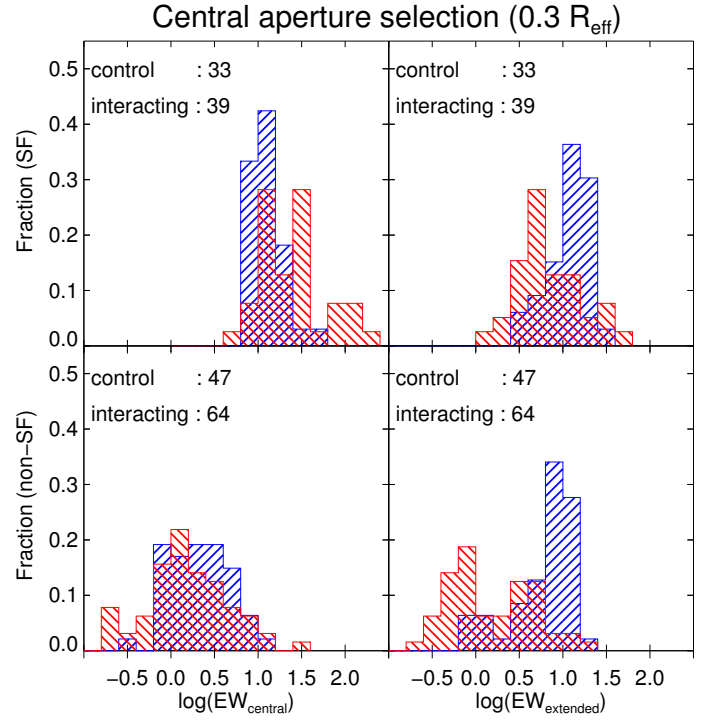 Central aperture selection (0.3 R_eff)
control : 33
interacting : 39
control : 33
interacting : 39
Fraction (SF)
0.5
0.4
0.3
0.2
0.1
0.0
control : 47
interacting : 64
control : 47
interacting : 64
Fraction (non−SF)
0.5
0.4
0.3
0.2
0.1
0.0
−0.5 0.0 0.5 1.0 1.5 2.0
−0.5 0.0 0.5 1.0 1.5 2.0
log(EW_central)
log(EW_extended)